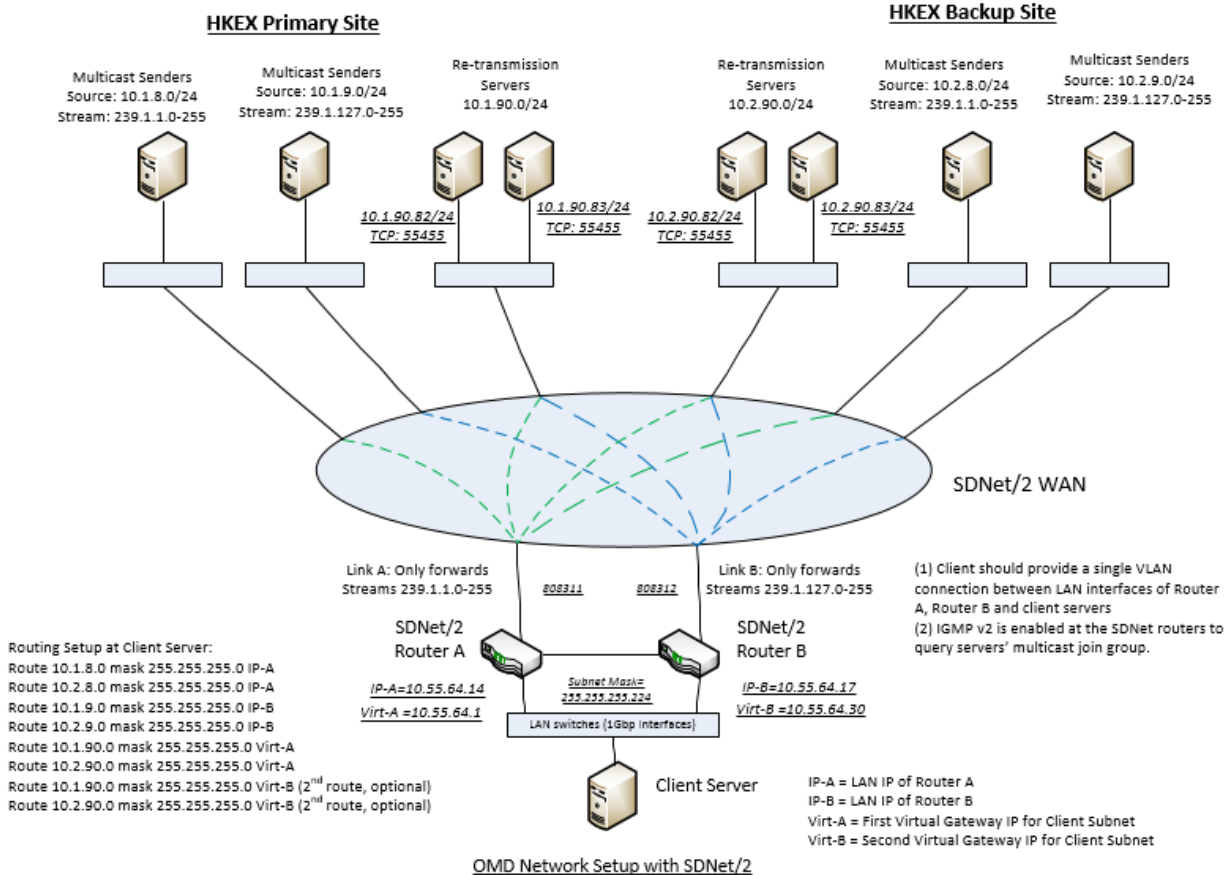 HKEX Primary Site
HKEX Backup Site
Multicast Senders
Source: 10.1.8.0/24
Stream: 239.1.1.0-255
Multicast Senders
Source: 10.1.9.0/24
Stream: 239.1.127.0-255
Re-transmission
Servers
10.1.90.0/24
Re-transmission
Servers
10.2.90.0/24
Multicast Senders
Source: 10.2.8.0/24
Stream: 239.1.1.0-255
Multicast Senders
Source: 10.2.9.0/24
Stream: 239.1.127.0-255
10.1.90.82/24
TCP: 55455
10.1.90.83/24
TCP: 55455
10.2.90.82/24
TCP: 55455
10.2.90.83/24
TCP: 55455
SDNet/2 WAN
Link A: Only forwards
Streams 239.1.1.0-255
808311
808312
Link B: Only forwards
Streams 239.1.127.0-255
(1) Client should provide a single VLAN
connection between LAN interfaces of Router
A, Router B and client servers
(2) IGMP v2 is enabled at the SDNet routers to
query servers' multicast join group.
SDNet/2
Router A
SDNet/2
Router B
Routing Setup at Client Server:
Route 10.1.8.0 mask 255.255.255.0 IP-A
Route 10.2.8.0 mask 255.255.255.0 IP-A
Route 10.1.9.0 mask 255.255.255.0 IP-B
Route 10.2.9.0 mask 255.255.255.0 IP-B
Route 10.1.90.0 mask 255.255.255.0 Virt-A
Route 10.2.90.0 mask 255.255.255.0 Virt-A
Route 10.1.90.0 mask 255.255.255.0 Virt-B (2nd route, optional)
Route 10.2.90.0 mask 255.255.255.0 Virt-B (2nd route, optional)
IP-A=10.55.64.14
Virt-A =10.55.64.1
Subnet Mask=
255.255.255.224
IP-B=10.55.64.17
Virt-B =10.55.64.30
LAN switches (1Gbp Interfaces)
Client Server
IP-A = LAN IP of Router A
IP-B = LAN IP of Router B
Virt-A = First Virtual Gateway IP for Client Subnet
Virt-B = Second Virtual Gateway IP for Client Subnet
OMD Network Setup with SDNet/2